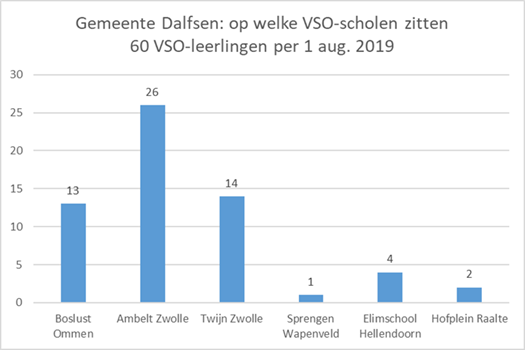 Gemeente Dalfsen: op welke VSO-scholen zitten
60 VSO-leerlingen per 1 aug. 2019
30
25
20
15
10
5
0
13
26
14
1
4
2
Boslust
Ommen
Ambelt Zwolle
Twijn Zwolle
Sprengen
Wapenveld
Elimschool
Hellendoorn
Hofplein Raalte